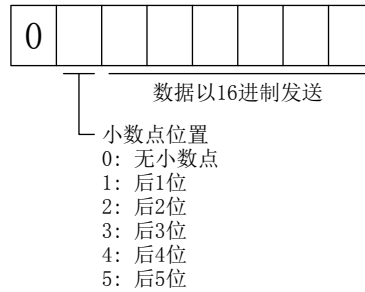 0
数据以16进制发送
小数点位置
0: 无小数点
1: 后1位
2: 后2位
3: 后3位
4: 后4位
5: 后5位